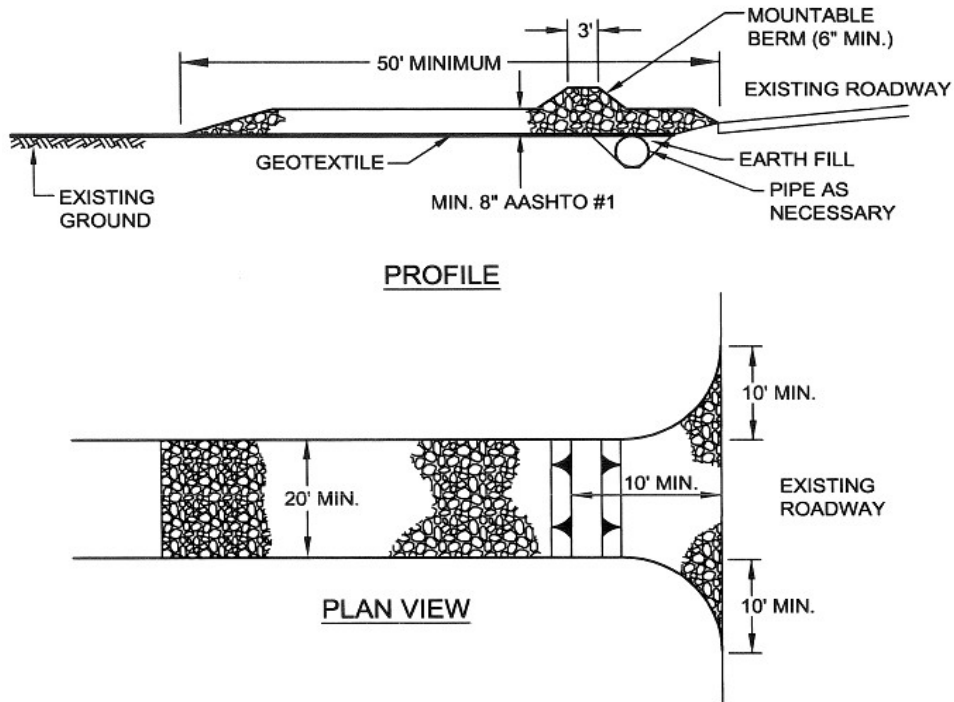 3'
MOUNTABLE
BERM (6" MIN.)
50' MINIMUM
EXISTING ROADWAY
GEOTEXTILE
EARTH FILL
EXISTING
GROUND
MIN. 8" AASHTO #1
PIPE AS
NECESSARY
PROFILE
10' MIN.
20' MIN.
10' MIN.
EXISTING
ROADWAY
10' MIN.
PLAN VIEW